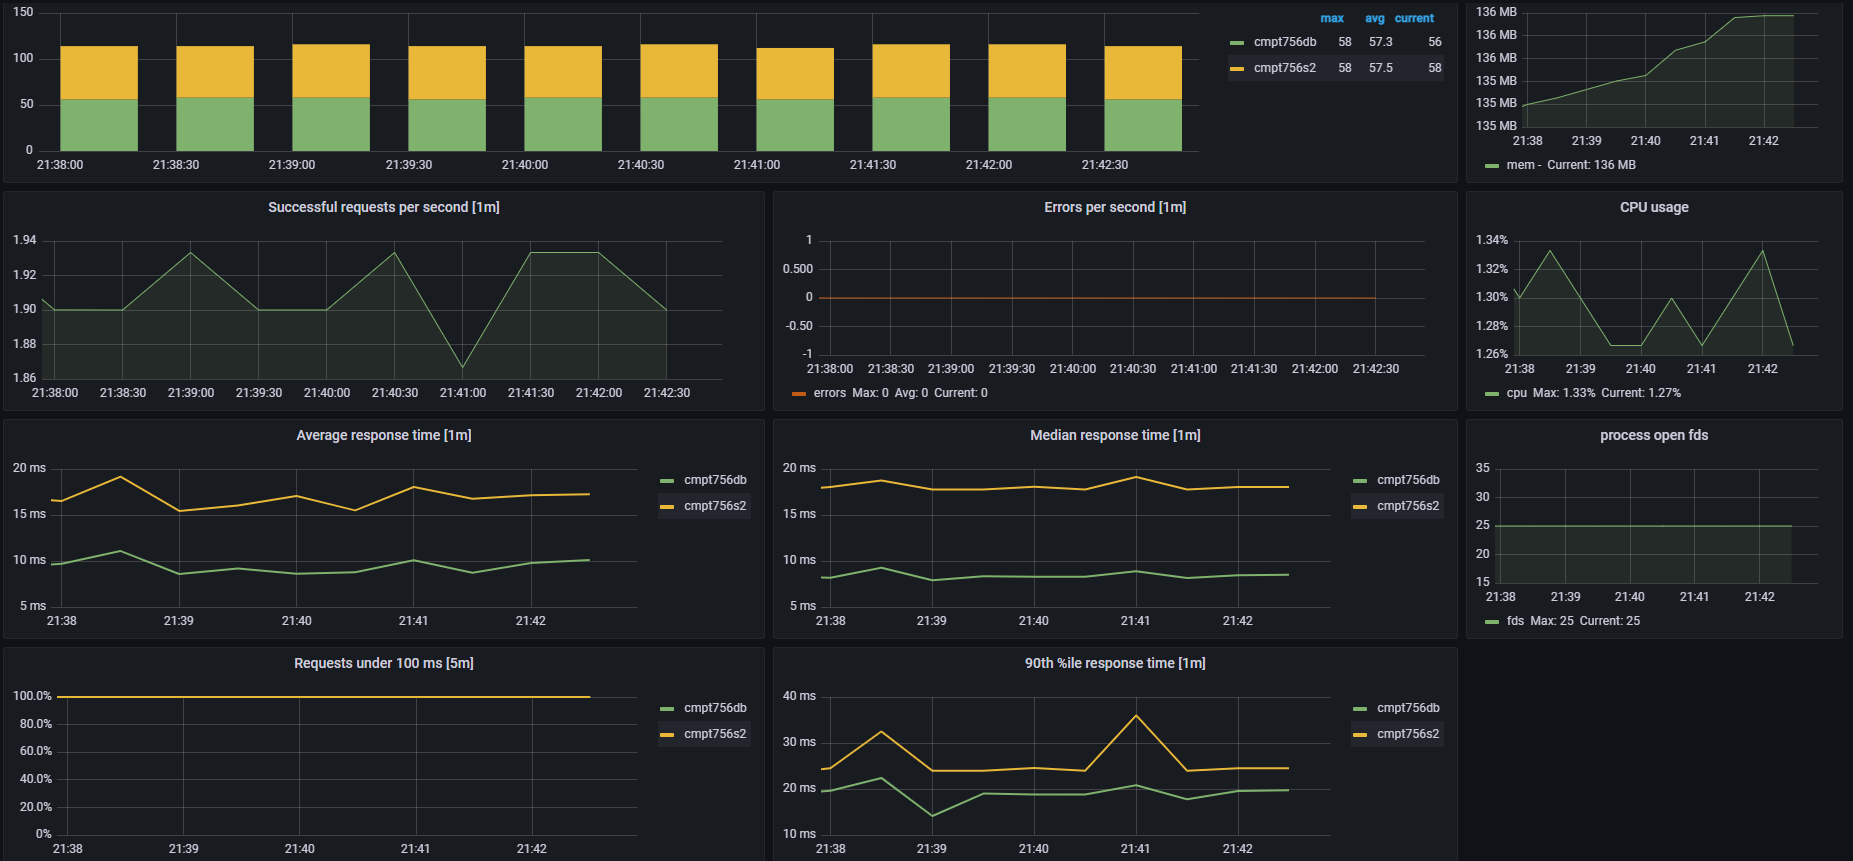 150
100
50
0
21:38:00 21:38:30 21:39:00 21:39:30 21:40:00 21:40:30 21:41:00 21:41:30 21:42:00 21:42:30
max avg current
cmpt756db 58 57.3 56
cmpt756s2 58 57.5 58
136 MB
136 MB
136 MB
135 MB
135 MB
135 MB
21:38 21:39 21:40 21:41 21:42
mem - Current: 136 MB
Successful requests per second [1m]
1.94
1.92
1.90
1.88
1.86
21:38:00 21:38:30 21:39:00 21:39:30 21:40:00 21:40:30 21:41:00 21:41:30 21:42:00 21:42:30
Errors per second [1m]
1
0.500
0
-0.50
-1
21:38:00 21:38:30 21:39:00 21:39:30 21:40:00 21:40:30 21:41:00 21:41:30 21:42:00 21:42:30
errors Max: 0 Avg: 0 Current: 0
CPU usage
1.34%
1.32%
1.30%
1.28%
1.26%
21:38 21:39 21:40 21:41 21:42
cpu Max: 1.33% Current: 1.27%
Average response time [1m]
20 ms
15 ms
10 ms
5 ms
21:38 21:39 21:40 21:41 21:42
cmpt756db
cmpt756s2
Median response time [1m]
20 ms
15 ms
10 ms
5 ms
21:38 21:39 21:40 21:41 21:42
cmpt756db
cmpt756s2
process open fds
35
30
25
20
15
21:38 21:39 21:40 21:41 21:42
fds Max: 25 Current: 25
Requests under 100 ms [5m]
100.0%
80.0%
60.0%
40.0%
20.0%
0%
21:38 21:39 21:40 21:41 21:42
cmpt756db
cmpt756s2
90th %ile response time [1m]
40 ms
30 ms
20 ms
10 ms
21:38 21:39 21:40 21:41 21:42
cmpt756db
cmpt756s2